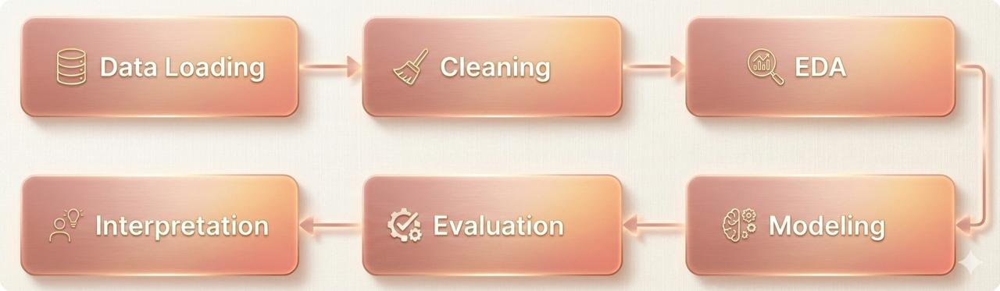 Data Loading
Cleaning
EDA
Modeling
Evaluation
Interpretation